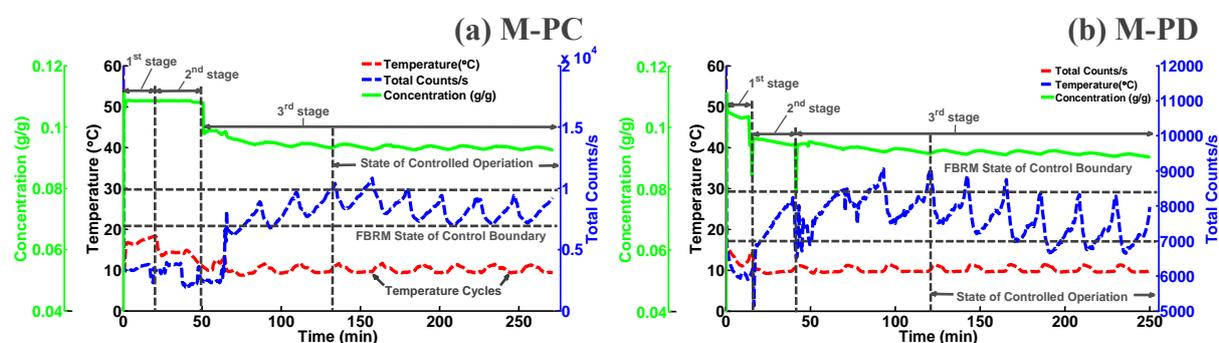 (a) M-PC
x 10^4
0.12
60
2
1st stage
2nd stage
Temperature(°C)
Total Counts/s
Concentration (g/g)
50
3rd stage
0.1
1.5
40
State of Controlled Operiation
0.08
30
1
20
FBRM State of Control Boundary
0.06
0.5
10
Temperature Cycles
0.04
0
0
0
50
100
150
200
250
Time (min)
Concentration (g/g)
Temperature (°C)
Total Counts/s
(b) M-PD
0.12
60
12000
1st stage
Total Counts/s
Temperature(°C)
Concentration (g/g)
11000
50
2nd stage
3rd stage
0.1
10000
40
FBRM State of Control Boundary
9000
0.08
30
8000
20
0.06
7000
10
6000
State of Controlled Operiation
0.04
0
5000
0
50
100
150
200
250
Time (min)
Concentration (g/g)
Temperature (°C)
Total Counts/s